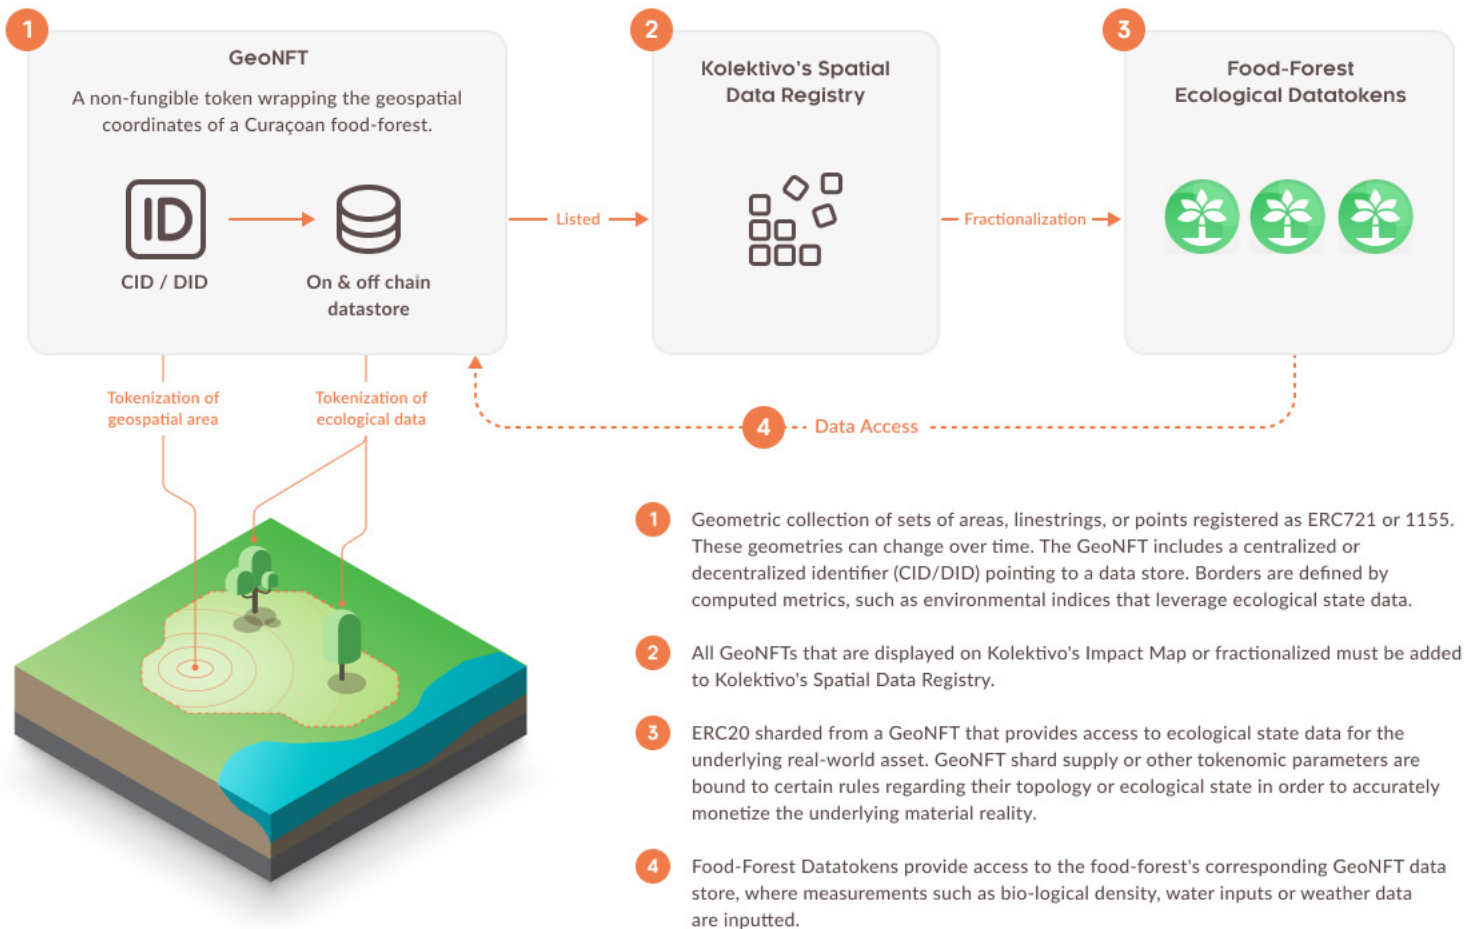 1
GeoNFT
A non-fungible token wrapping the geospatial
coordinates of a Curaçoan food-forest.
ID
CID / DID
On & off chain
datastore
Listed
2
Kolektivo's Spatial
Data Registry
Fractionalization
3
Food-Forest
Ecological Datatokens
Tokenization of
geospatial area
Tokenization of
ecological data
4
Data Access
1
Geometric collection of sets of areas, linestrings, or points registered as ERC721 or 1155.
These geometries can change over time. The GeoNFT includes a centralized or
decentralized identifier (CID/DID) pointing to a data store. Borders are defined by
computed metrics, such as environmental indices that leverage ecological state data.
2
All GeoNFTs that are displayed on Kolektivo's Impact Map or fractionalized must be added
to Kolektivo's Spatial Data Registry.
3
ERC20 sharded from a GeoNFT that provides access to ecological state data for the
underlying real-world asset. GeoNFT shard supply or other tokenomic parameters are
bound to certain rules regarding their topology or ecological state in order to accurately
monetize the underlying material reality.
4
Food-Forest Datatokens provide access to the food-forest's corresponding GeoNFT data
store, where measurements such as bio-logical density, water inputs or weather data
are inputted.